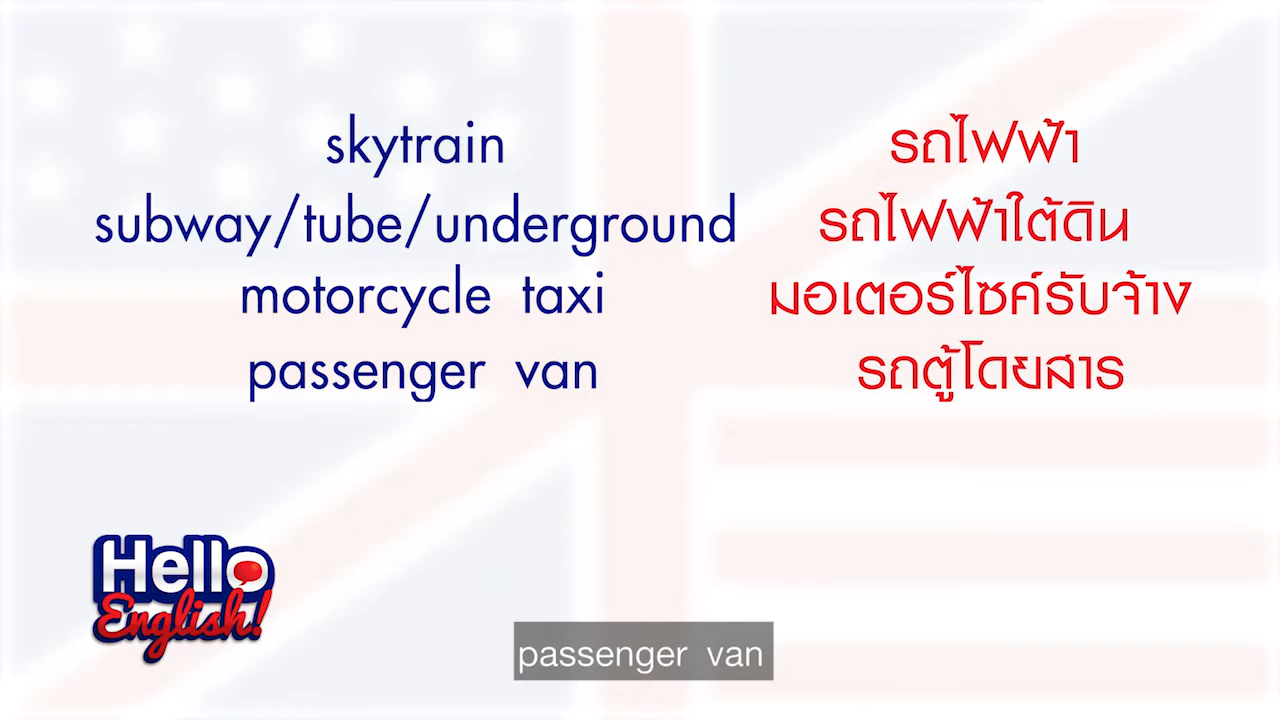 skytrain รถไฟฟ้า
subway/tube/underground รถไฟฟ้าใต้ดิน
motorcycle taxi มอเตอร์ไซค์รับจ้าง
passenger van รถตู้โดยสาร
Hello
English!
passenger van